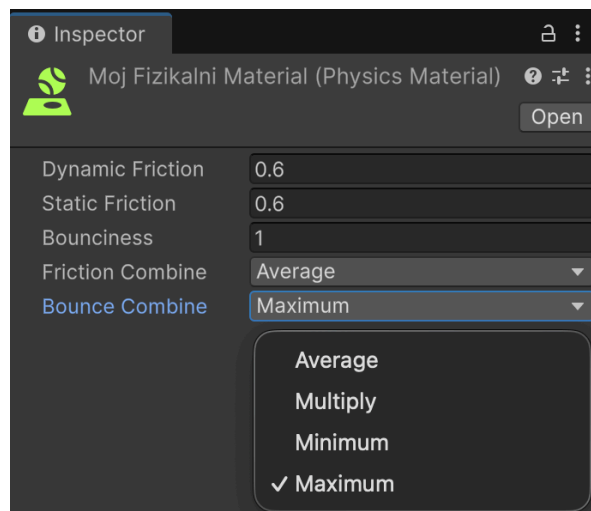 Inspector
Moj Fizikalni Material (Physics Material)
Open
Dynamic Friction 0.6
Static Friction 0.6
Bounciness 1
Friction Combine Average
Bounce Combine Maximum
Average
Multiply
Minimum
✓ Maximum